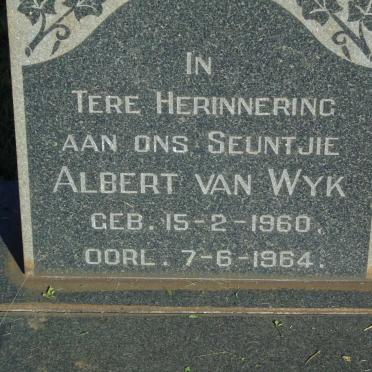 IN
TERE HERINNERING
AAN ONS SEUNTJIE
ALBERT VAN WYK
GEB. 15-2-1960.
OORL. 7-6-1964.